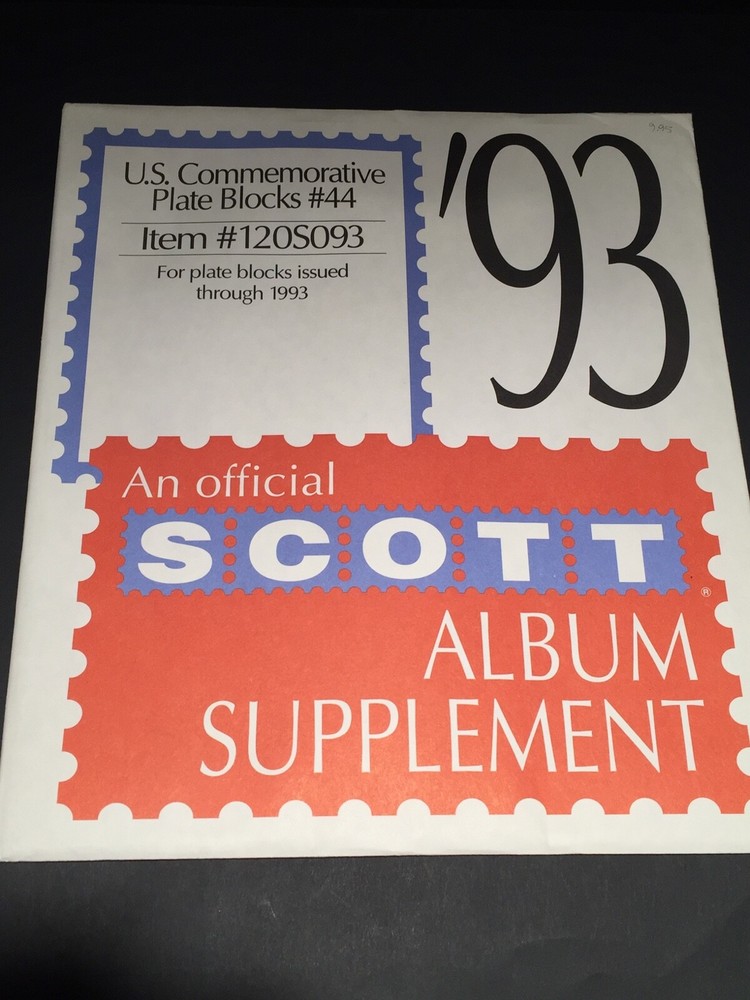 U.S. Commemorative
Plate Blocks #44
Item #120S093
For plate blocks issued
through 1993
'93
An official
SCOTT®
ALBUM
SUPPLEMENT